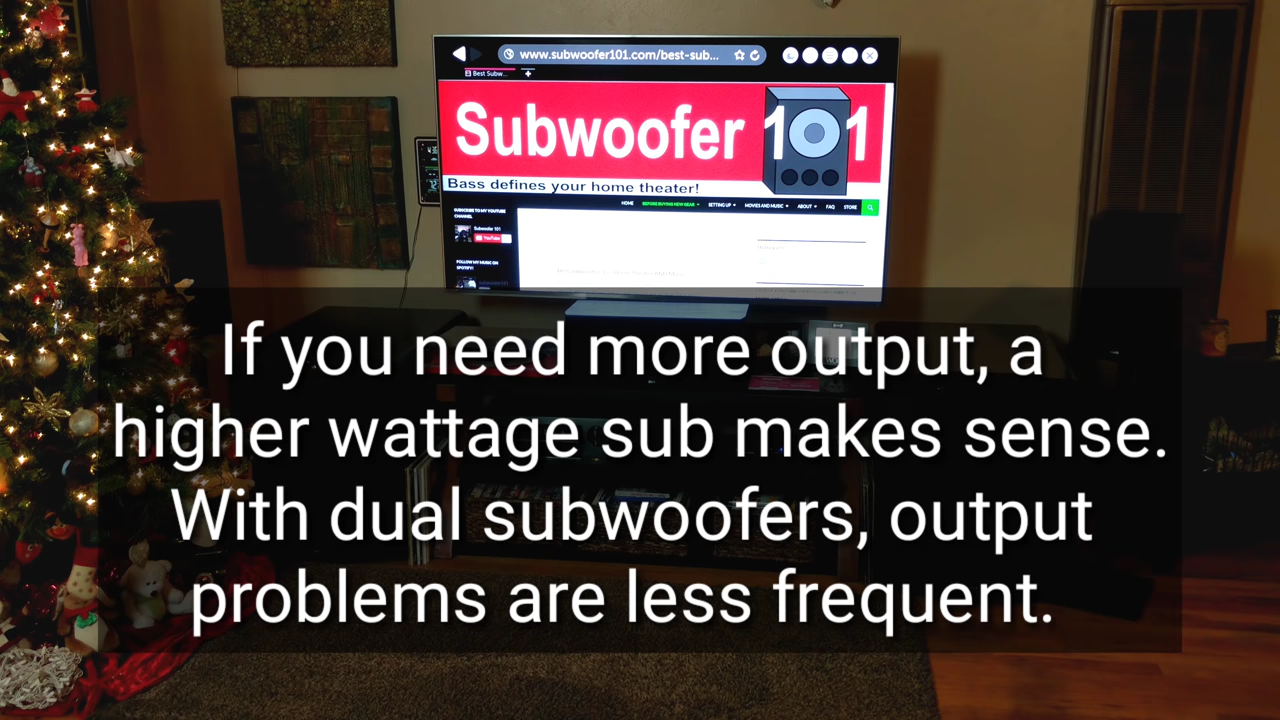 www.subwoofer101.com/best-sub...
Best Subw...
Subwoofer 101
Bass defines your home theater!
HOME BEFORE BUYING NEW GEAR SETTING UP MOVIES AND MUSIC ABOUT FAQ STORE
SUBSCRIBE TO MY YOUTUBE
CHANNEL
Subwoofer 101
YouTube
FOLLOW MY MUSIC ON
SPOTIFY!
subwoofer101
If you need more output, a
higher wattage sub makes sense.
With dual subwoofers, output
problems are less frequent.